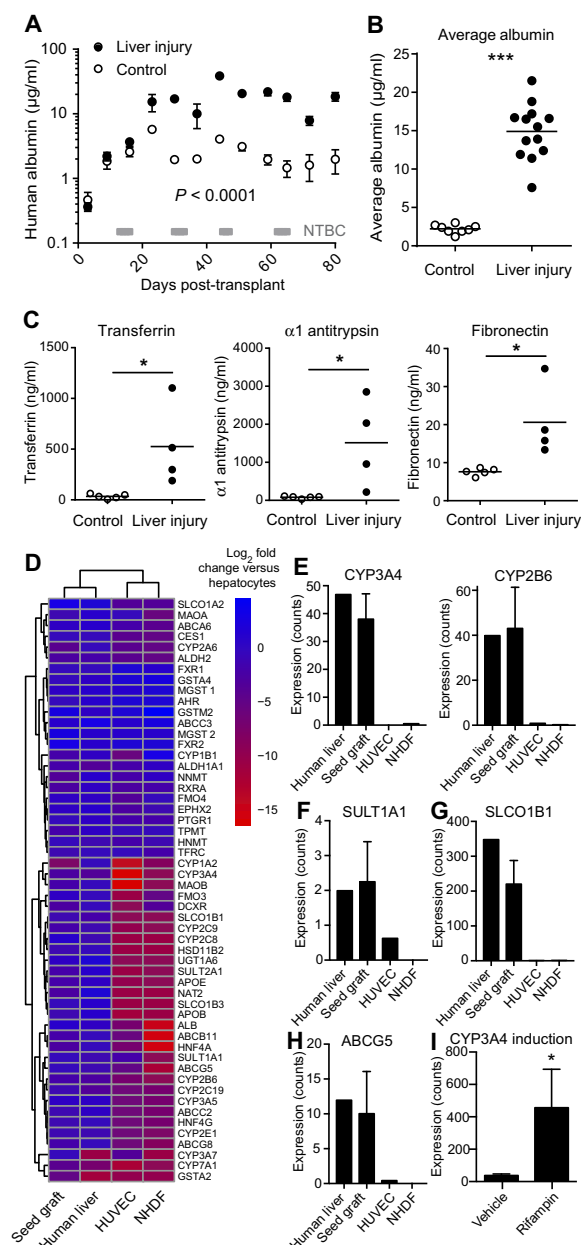 A
Liver injury
Control
Human albumin (µg/ml)
100
10
1
0.1
P < 0.0001
NTBC
0 20 40 60 80
Days post-transplant
B
Average albumin
***
Average albumin (µg/ml)
25
20
15
10
5
0
Control Liver injury
C
Transferrin
*
Transferrin (ng/ml)
1500
1000
500
0
Control Liver injury
α1 antitrypsin
*
α1 antitrypsin (ng/ml)
4000
3000
2000
1000
0
Control Liver injury
Fibronectin
*
Fibronectin (ng/ml)
40
30
20
10
0
Control Liver injury
D
Log2 fold
change versus
hepatocytes
0
−5
−10
−15
SLCO1A2
MAOA
ABCA6
CES1
CYP2A6
ALDH2
FXR1
GSTA4
MGST 1
AHR
GSTM2
ABCC3
MGST 2
FXR2
CYP1B1
ALDH1A1
NNMT
RXRA
FMO4
EPHX2
PTGR1
TPMT
HNMT
TFRC
CYP1A2
CYP3A4
MAOB
FMO3
DCXR
SLCO1B1
CYP2C9
CYP2C8
HSD11B2
UGT1A6
SULT2A1
APOE
NAT2
SLCO1B3
APOB
ALB
ABCB11
HNF4A
SULT1A1
ABCG5
CYP2B6
CYP2C19
CYP3A5
ABCC2
HNF4G
CYP2E1
ABCG8
CYP3A7
CYP7A1
GSTA2
Seed graft
Human liver
HUVEC
NHDF
E
CYP3A4
Expression (counts)
50
40
30
20
10
0
Human liver
Seed graft
HUVEC
NHDF
CYP2B6
Expression (counts)
60
40
20
0
Human liver
Seed graft
HUVEC
NHDF
F
SULT1A1
Expression (counts)
4
3
2
1
0
Human liver
Seed graft
HUVEC
NHDF
G
SLCO1B1
Expression (counts)
400
300
200
100
0
Human liver
Seed graft
HUVEC
NHDF
H
ABCG5
Expression (counts)
20
15
10
5
0
Human liver
Seed graft
HUVEC
NHDF
I
CYP3A4 induction
*
Expression (counts)
800
600
400
200
0
Vehicle
Rifampin